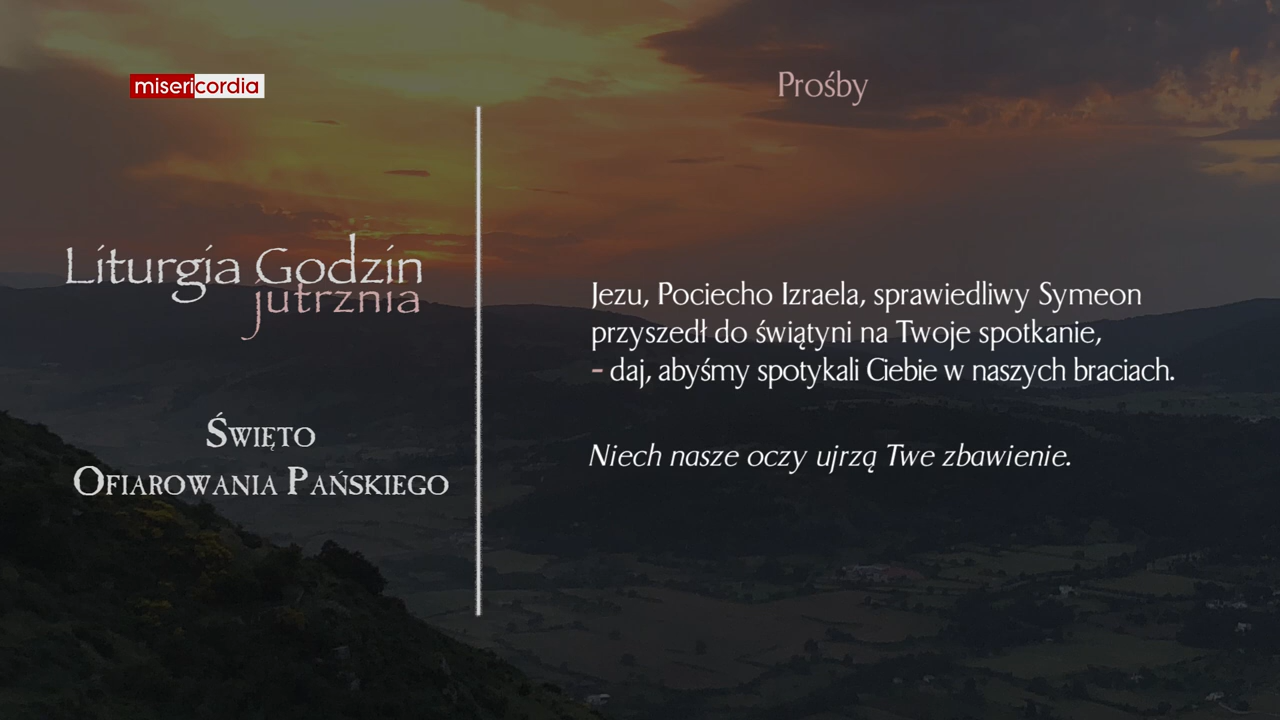 misericordia
Liturgia Godzin
jutrznia
Święto
Ofiarowania Pańskiego
Prośby
Jezu, Pociecho Izraela, sprawiedliwy Symeon
przyszedł do świątyni na Twoje spotkanie,
- daj, abyśmy spotykali Ciebie w naszych braciach.
Niech nasze oczy ujrzą Twe zbawienie.